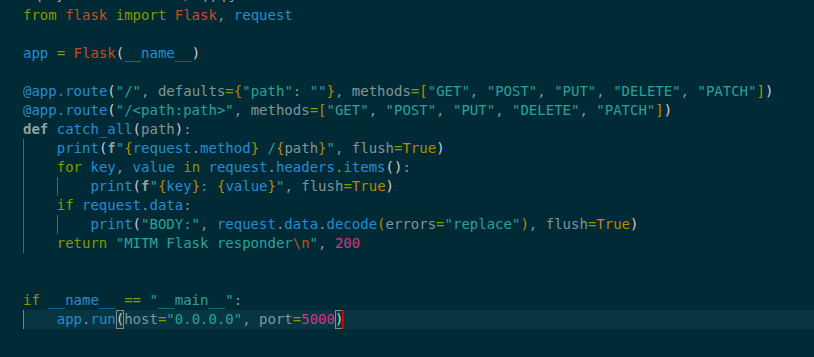 from flask import Flask, request

app = Flask(__name__)

@app.route("/", defaults={"path": ""}, methods=["GET", "POST", "PUT", "DELETE", "PATCH"])
@app.route("/<path:path>", methods=["GET", "POST", "PUT", "DELETE", "PATCH"])
def catch_all(path):
    print(f"{request.method} /{path}", flush=True)
    for key, value in request.headers.items():
        print(f"{key}: {value}", flush=True)
    if request.data:
        print("BODY:", request.data.decode(errors="replace"), flush=True)
    return "MITM Flask responder\n", 200


if __name__ == "__main__":
    app.run(host="0.0.0.0", port=5000)